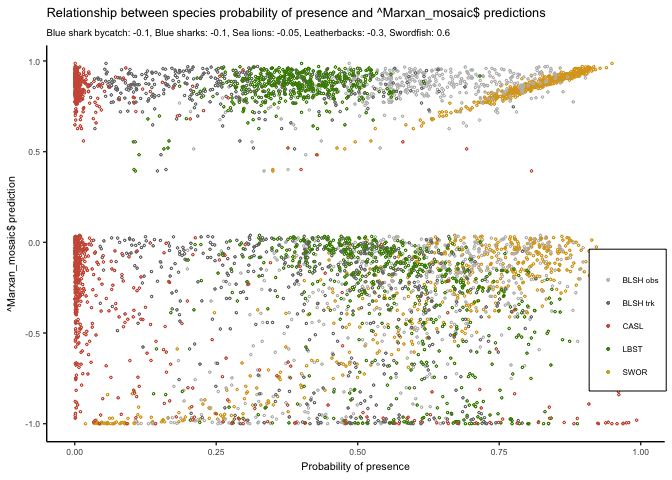 Relationship between species probability of presence and ^Marxan_mosaic$ predictions
Blue shark bycatch: -0.1, Blue sharks: -0.1, Sea lions: -0.05, Leatherbacks: -0.3, Swordfish: 0.6
^Marxan_mosaic$ prediction
1.0
0.5
0.0
-0.5
-1.0
BLSH obs
BLSH trk
CASL
LBST
SWOR
0.00
0.25
0.50
0.75
1.00
Probability of presence